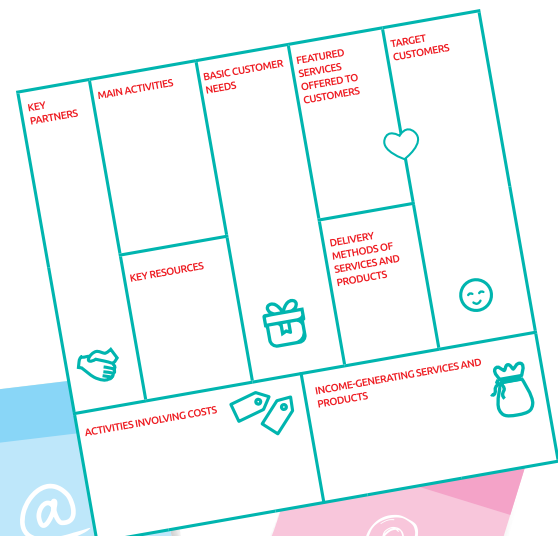 KEY
PARTNERS
MAIN ACTIVITIES
BASIC CUSTOMER
NEEDS
FEATURED
SERVICES
OFFERED TO
CUSTOMERS
TARGET
CUSTOMERS
KEY RESOURCES
DELIVERY
METHODS OF
SERVICES AND
PRODUCTS
ACTIVITIES INVOLVING COSTS
INCOME-GENERATING SERVICES AND
PRODUCTS
@
@